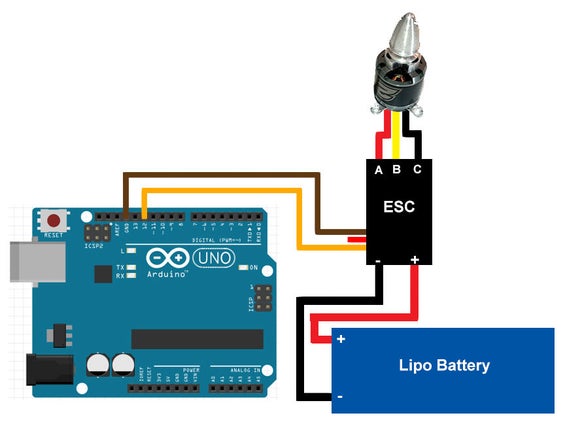 A B C
ESC
- +
RESET
ICSP2
AREF
GND
13
12
~11
~10
~9
8
7
~6
~5
4
~3
2
TX▸1
RX◂0
DIGITAL (PWM=~)
L
TX
RX
Arduino™
UNO
ON
1
ICSP
IOREF
RESET
3V3
5V
GND
GND
VIN
POWER
ANALOG IN
A0
A1
A2
A3
A4
A5
+
Lipo Battery
-